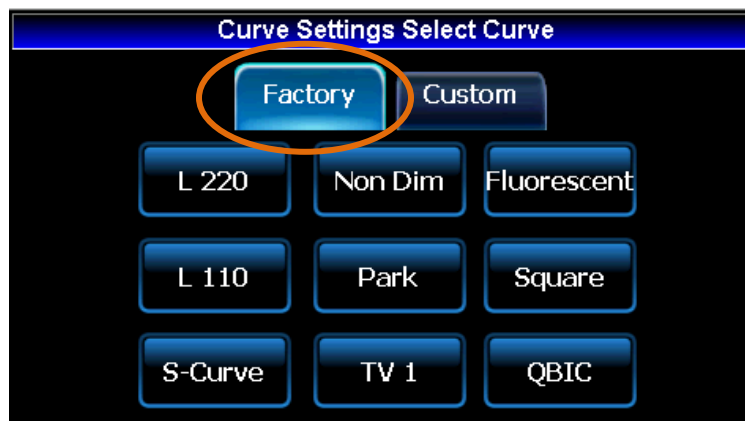 Curve Settings Select Curve
Factory Custom
L 220 Non Dim Fluorescent
L 110 Park Square
S-Curve TV 1 QBIC